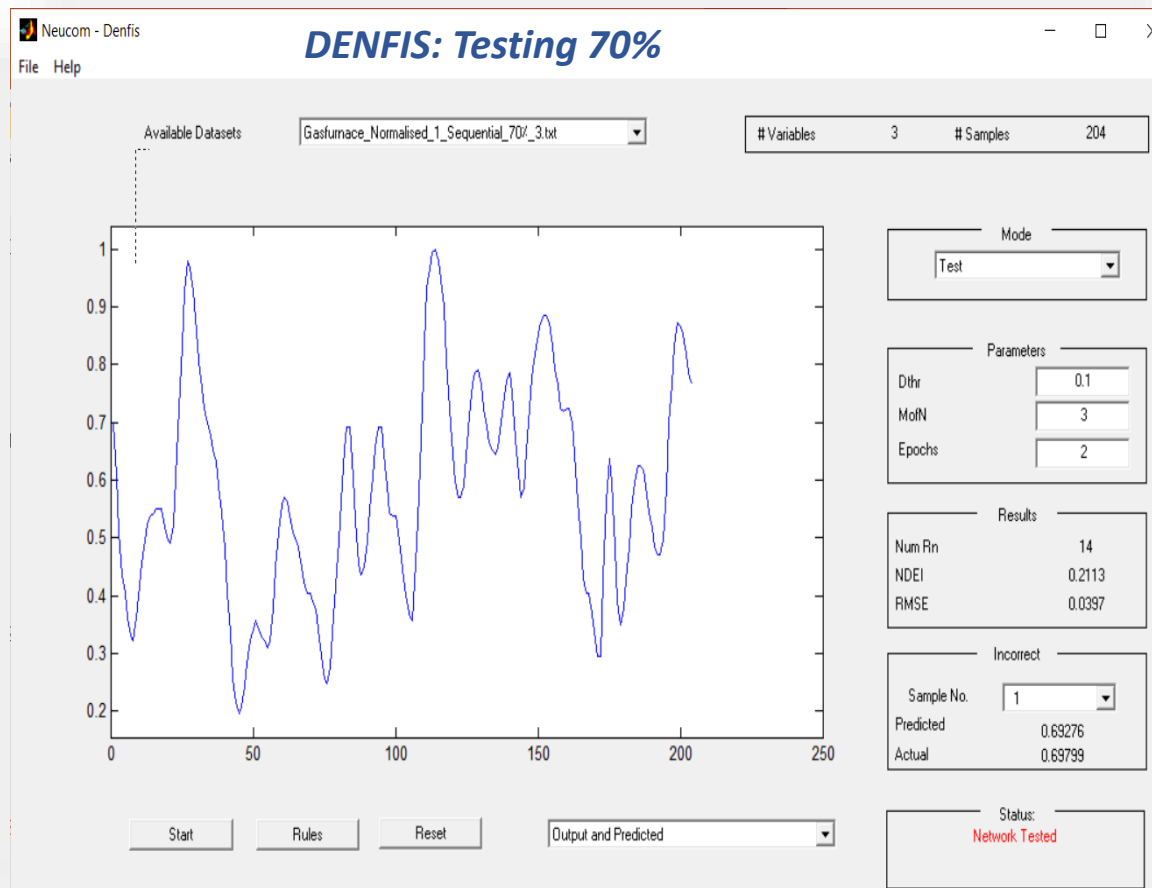 Neucom - Denfis
DENFIS: Testing 70%
File Help
Available Datasets Gasfurnace_Normalised_1_Sequential_70%_3.txt
# Variables 3 # Samples 204
Mode
Test
Parameters
Dthr 0.1
MofN 3
Epochs 2
Results
Num Rn 14
NDEI 0.2113
RMSE 0.0397
Incorrect
Sample No. 1
Predicted 0.69276
Actual 0.69799
1
0.9
0.8
0.7
0.6
0.5
0.4
0.3
0.2
0 50 100 150 200 250
Start Rules Reset Output and Predicted
Status:
Network Tested